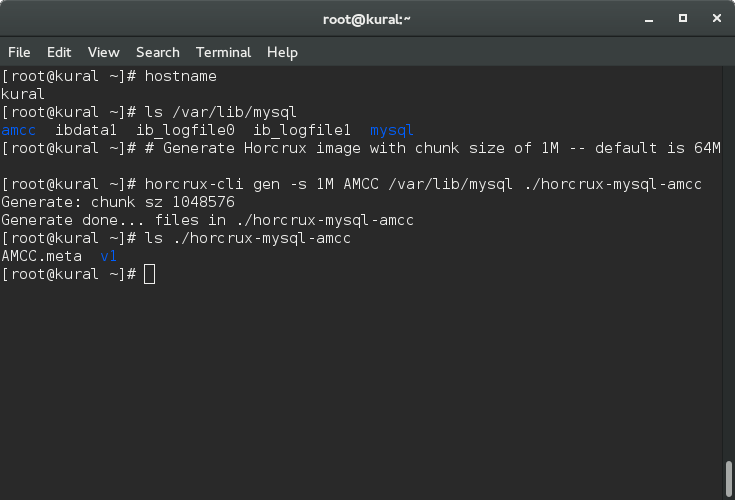 root@kural:~
File Edit View Search Terminal Help
[root@kural ~]# hostname
kural
[root@kural ~]# ls /var/lib/mysql
amcc  ibdata1  ib_logfile0  ib_logfile1  mysql
[root@kural ~]# # Generate Horcrux image with chunk size of 1M -- default is 64M
[root@kural ~]# horcrux-cli gen -s 1M AMCC /var/lib/mysql ./horcrux-mysql-amcc
Generate: chunk sz 1048576
Generate done... files in ./horcrux-mysql-amcc
[root@kural ~]# ls ./horcrux-mysql-amcc
AMCC.meta  v1
[root@kural ~]#